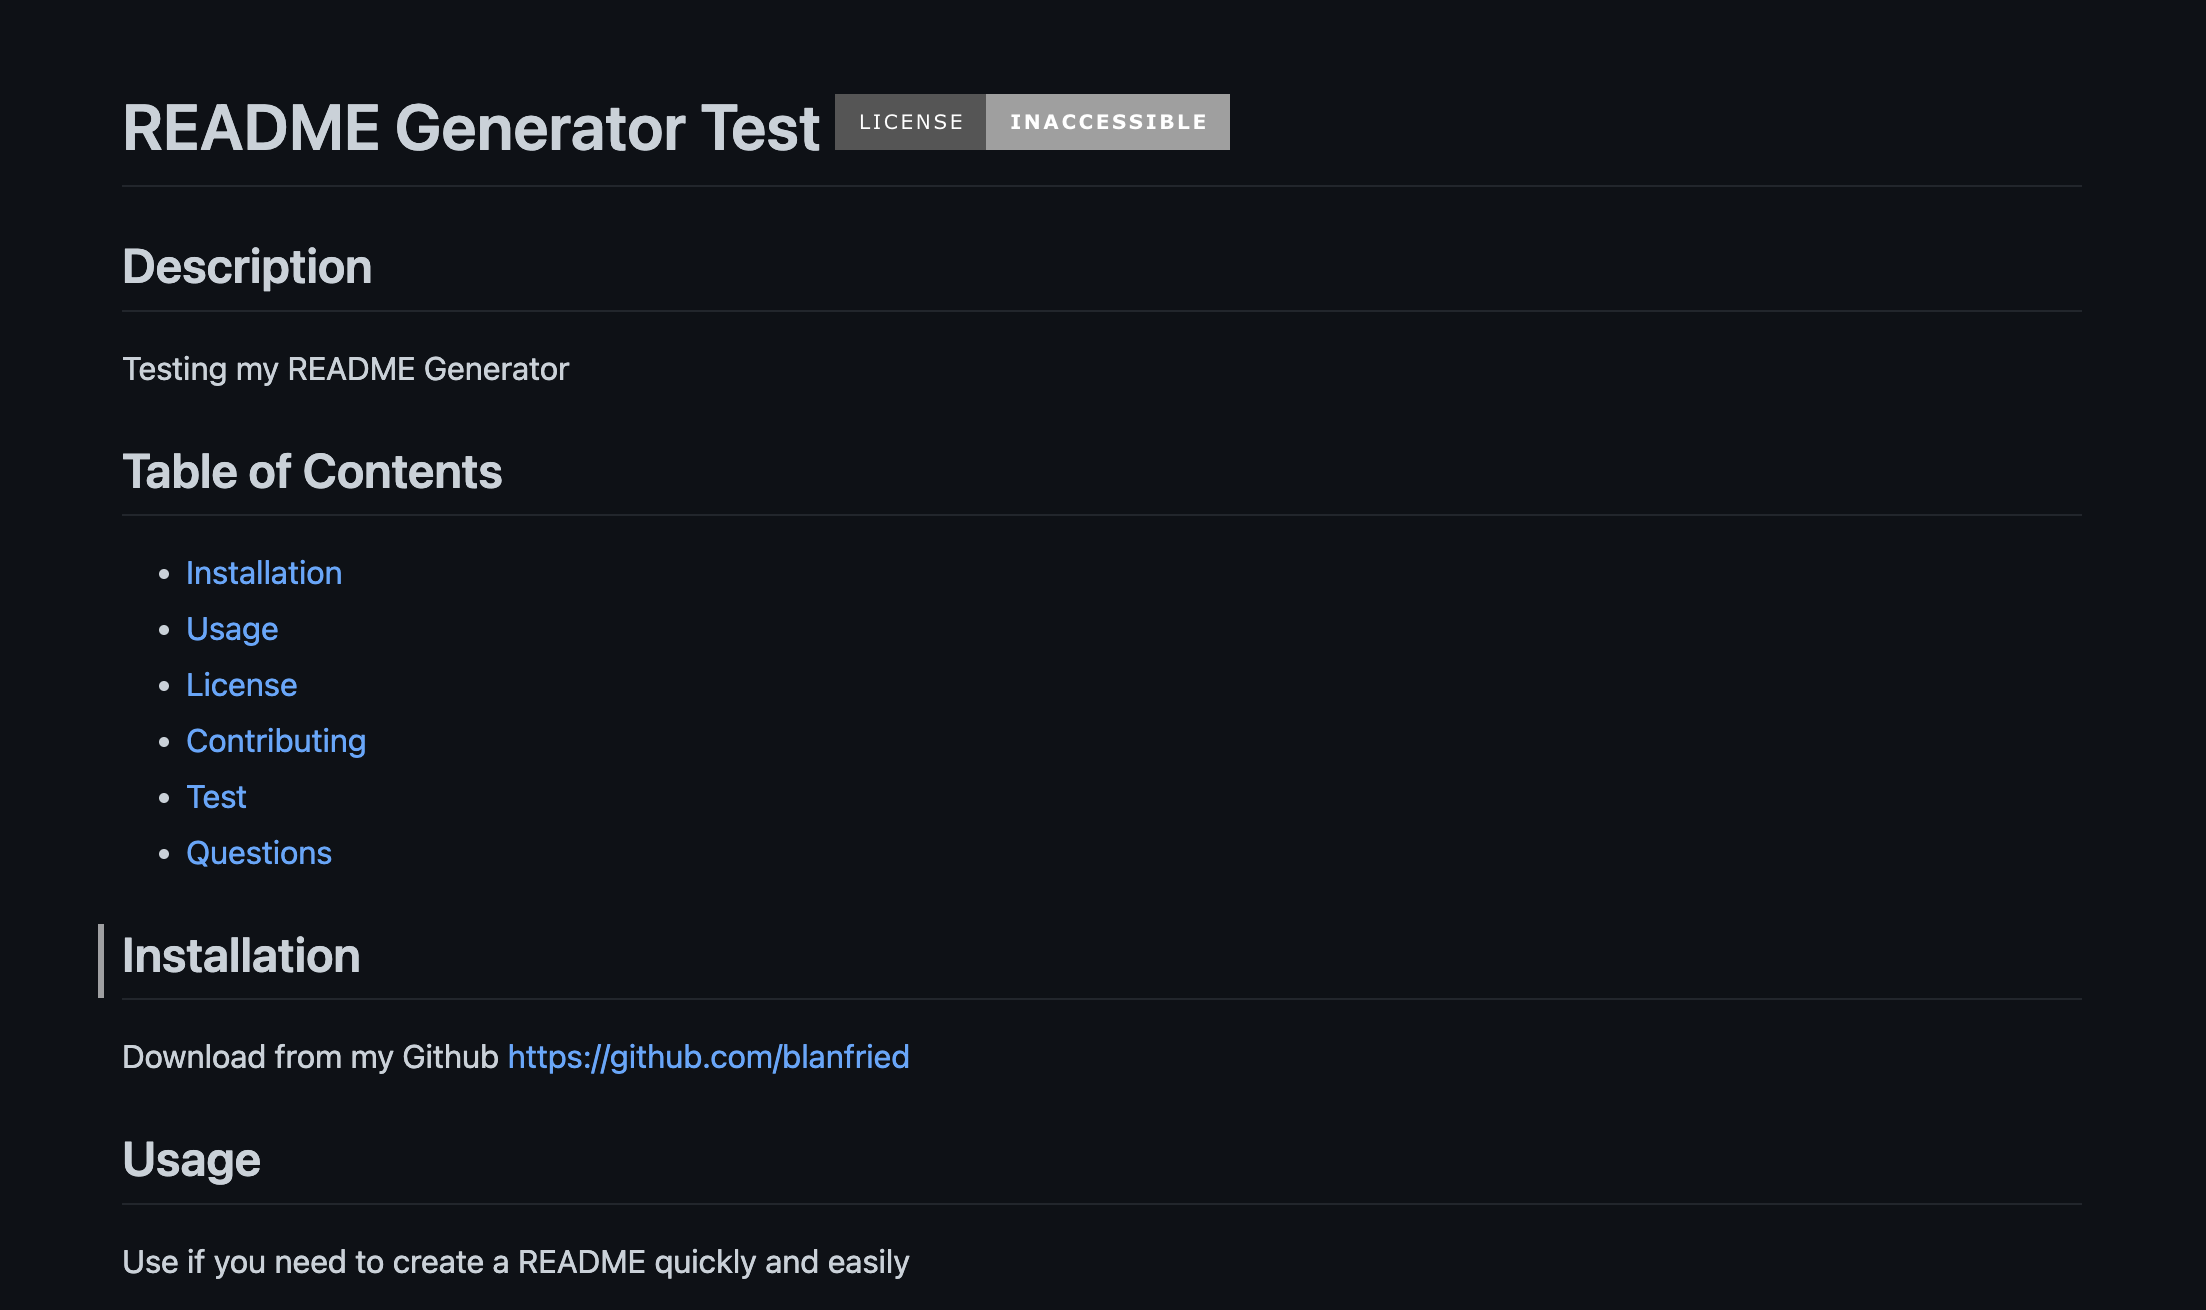 README Generator Test LICENSE INACCESSIBLE
Description
Testing my README Generator
Table of Contents
Installation
Usage
License
Contributing
Test
Questions
Installation
Download from my Github https://github.com/blanfried
Usage
Use if you need to create a README quickly and easily